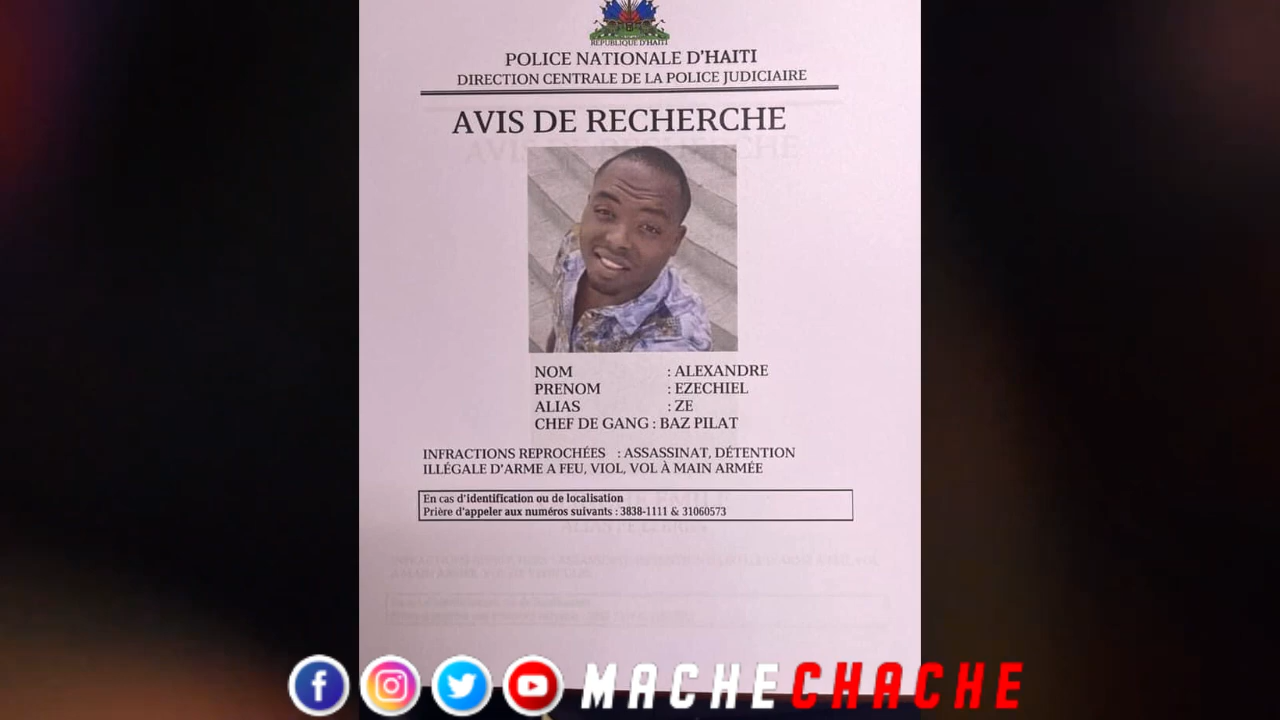 REPUBLIQUE D'HAITI
POLICE NATIONALE D'HAITI
DIRECTION CENTRALE DE LA POLICE JUDICIAIRE
AVIS DE RECHERCHE
NOM : ALEXANDRE
PRENOM : EZECHIEL
ALIAS : ZE
CHEF DE GANG : BAZ PILAT
INFRACTIONS REPROCHÉES : ASSASSINAT, DÉTENTION
ILLÉGALE D'ARME A FEU, VIOL, VOL À MAIN ARMÉE
En cas d'identification ou de localisation
Prière d'appeler aux numéros suivants : 3838-1111 & 31060573
MACHECHACHE